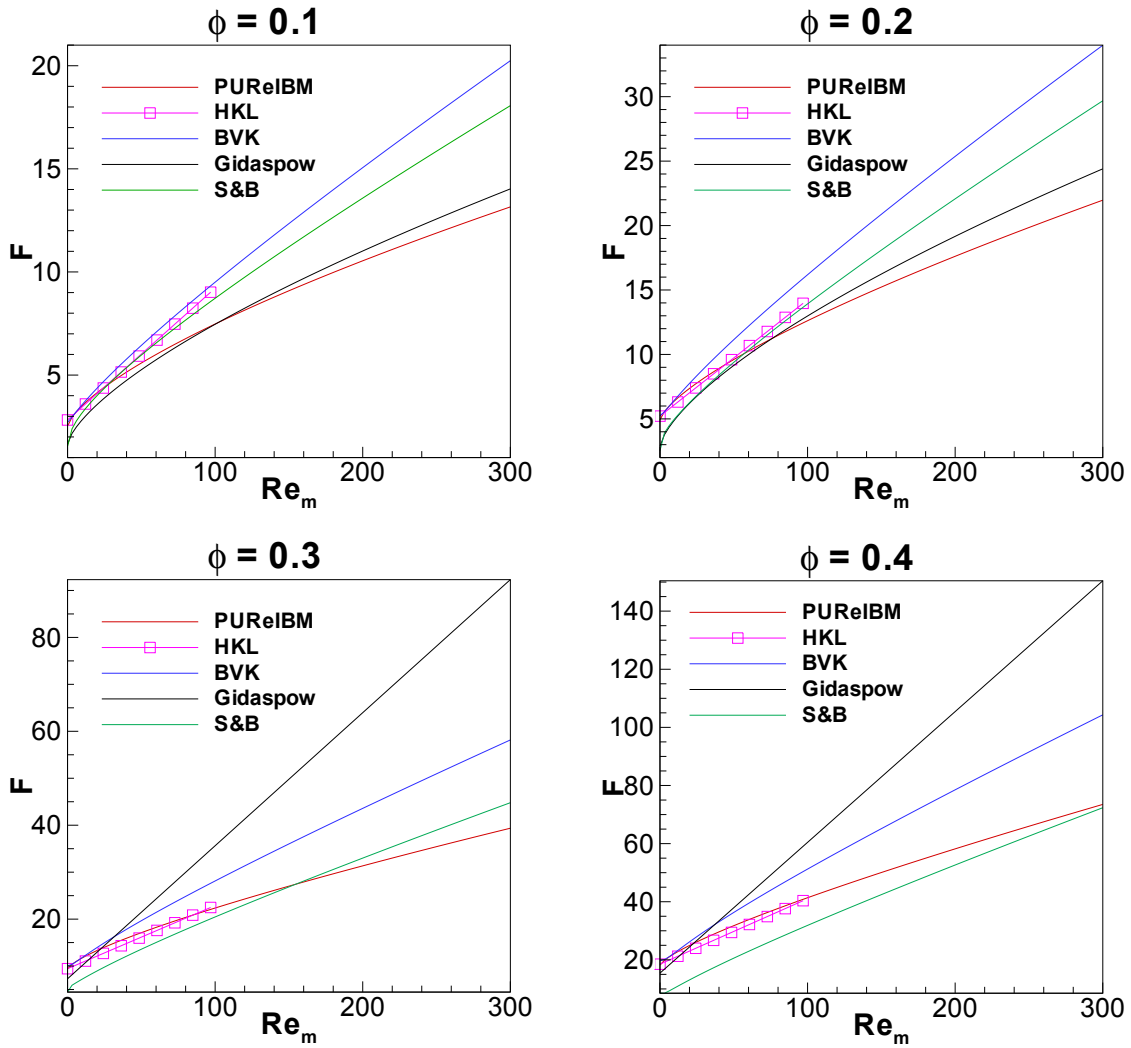 ϕ = 0.1
F
20
15
10
5
PUReIBM
HKL
BVK
Gidaspow
S&B
0
100
200
300
Re_m
ϕ = 0.2
F
30
25
20
15
10
5
PUReIBM
HKL
BVK
Gidaspow
S&B
0
100
200
300
Re_m
ϕ = 0.3
F
80
60
40
20
PUReIBM
HKL
BVK
Gidaspow
S&B
0
100
200
300
Re_m
ϕ = 0.4
F
140
120
100
80
60
40
20
PUReIBM
HKL
BVK
Gidaspow
S&B
0
100
200
300
Re_m